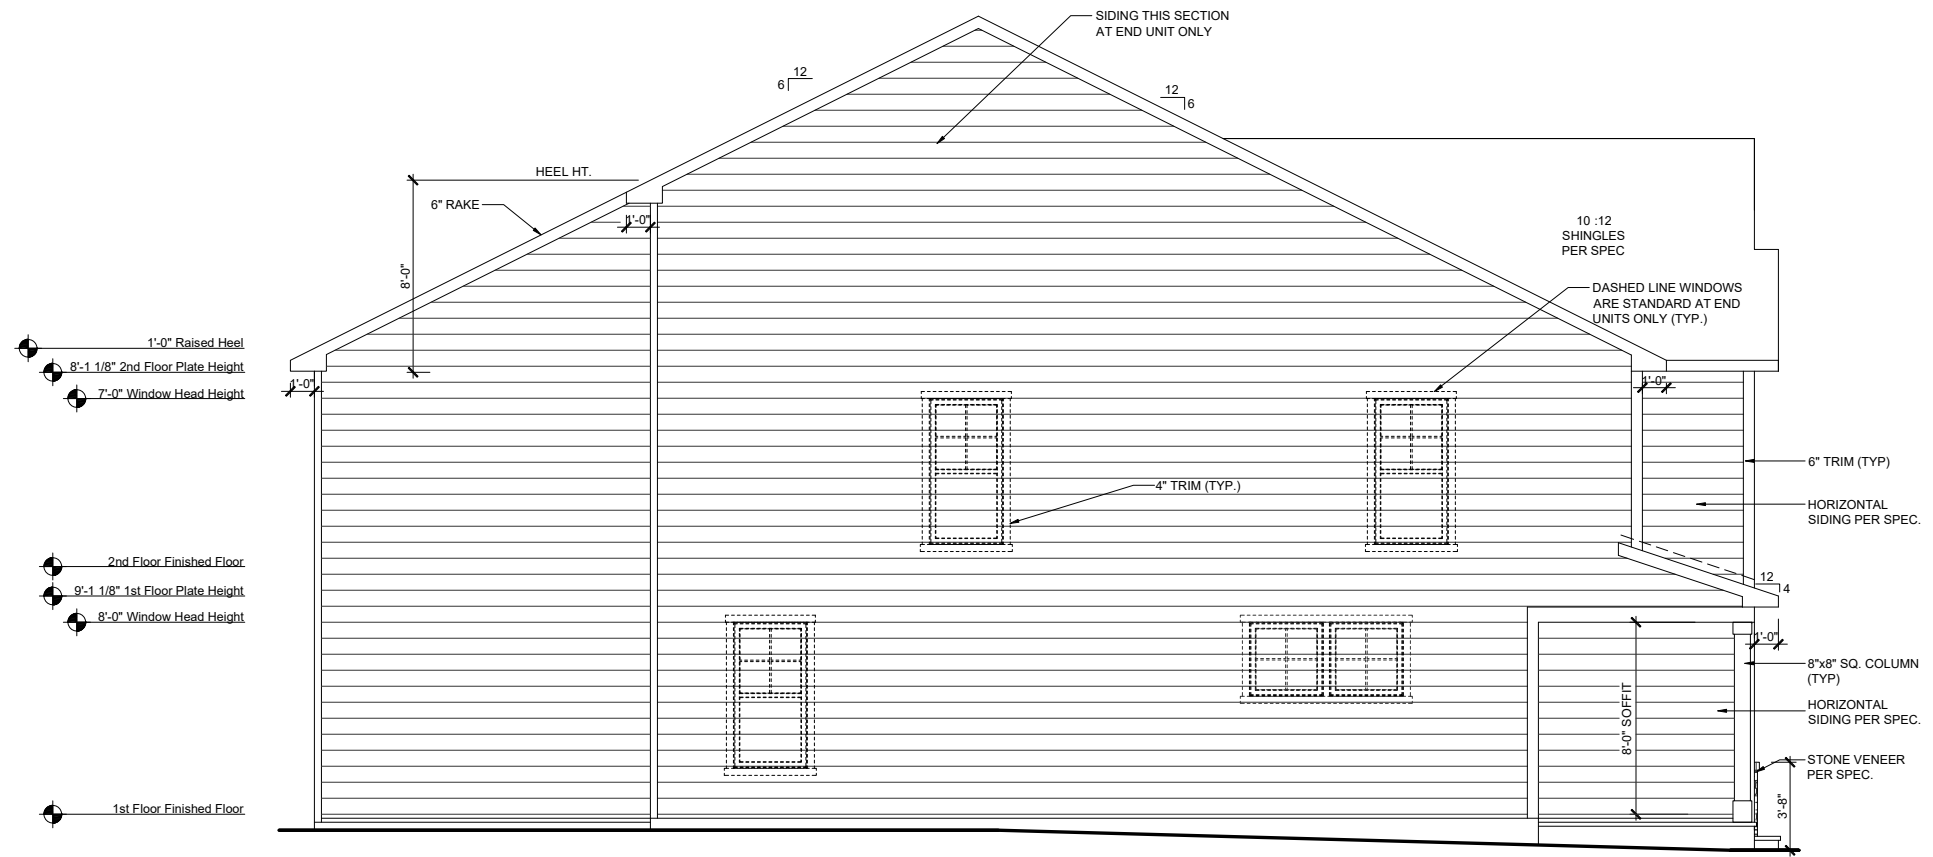 SIDING THIS SECTION
AT END UNIT ONLY
12
6
12
6
HEEL HT.
6" RAKE
1'-0"
8'-0"
10 :12
SHINGLES
PER SPEC
DASHED LINE WINDOWS
ARE STANDARD AT END
UNITS ONLY (TYP.)
1'-0" Raised Heel
8'-1 1/8" 2nd Floor Plate Height
7'-0" Window Head Height
1'-0"
1'-0"
6" TRIM (TYP)
4" TRIM (TYP.)
HORIZONTAL
SIDING PER SPEC.
2nd Floor Finished Floor
9'-1 1/8" 1st Floor Plate Height
8'-0" Window Head Height
12
4
1'-0"
8"x8" SQ. COLUMN
(TYP)
8'-0" SOFFIT
HORIZONTAL
SIDING PER SPEC.
STONE VENEER
PER SPEC.
3'-8"
1st Floor Finished Floor